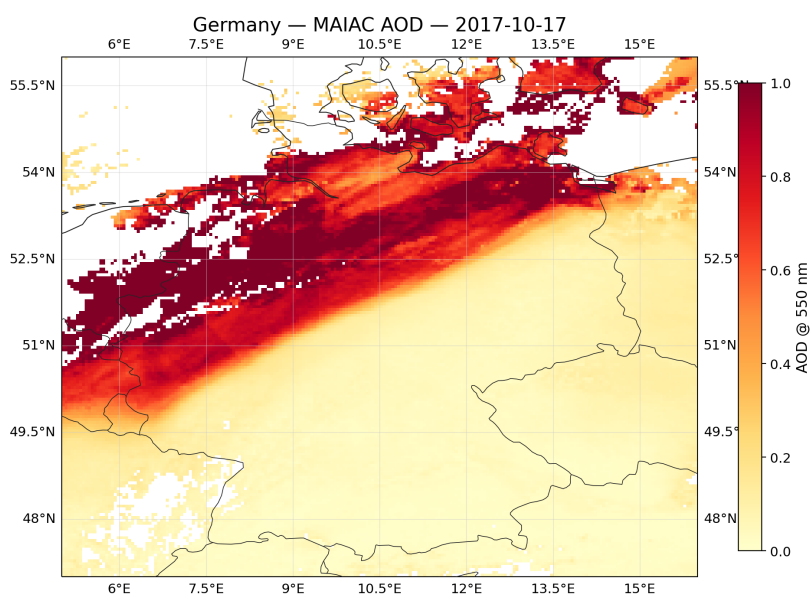 Germany — MAIAC AOD — 2017-10-17
6°E 7.5°E 9°E 10.5°E 12°E 13.5°E 15°E
55.5°N 55.5°N 1.0
54°N 54°N 0.8
52.5°N 52.5°N 0.6
AOD @ 550 nm
51°N 51°N 0.4
49.5°N 49.5° 0.2
48°N 48°N 0.0
6°E 7.5°E 9°E 10.5°E 12°E 13.5°E 15°E